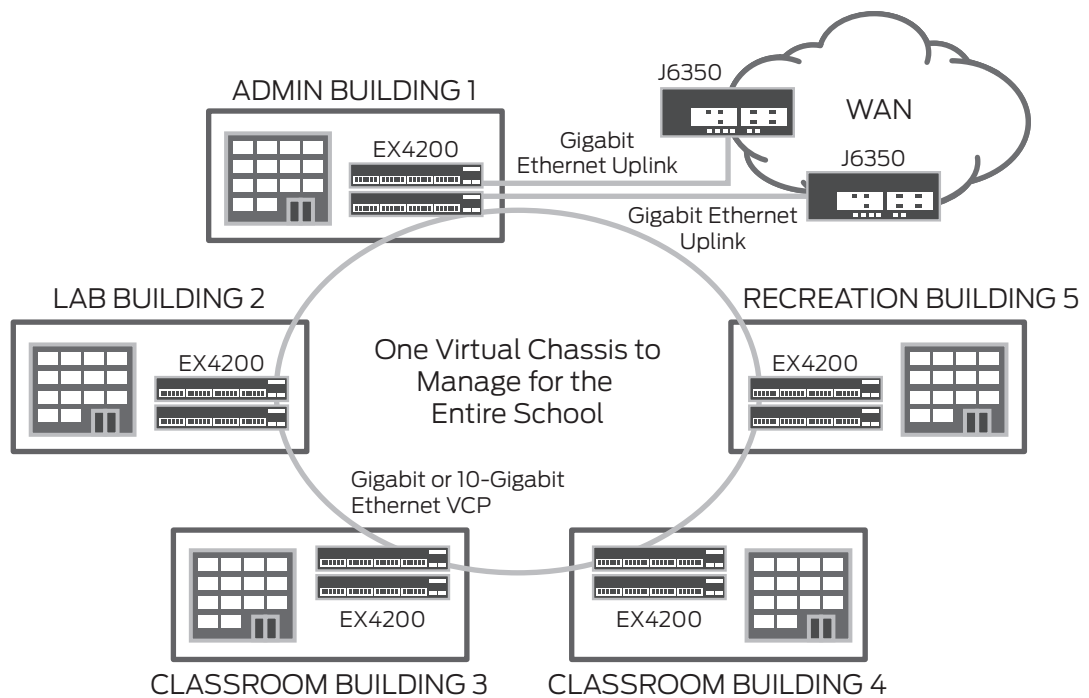 J6350
WAN
ADMIN BUILDING 1
EX4200
Gigabit
Ethernet Uplink
J6350
Gigabit Ethernet
Uplink
LAB BUILDING 2
EX4200
RECREATION BUILDING 5
EX4200
One Virtual Chassis to
Manage for the
Entire School
Gigabit or 10-Gigabit
Ethernet VCP
EX4200
CLASSROOM BUILDING 3
EX4200
CLASSROOM BUILDING 4